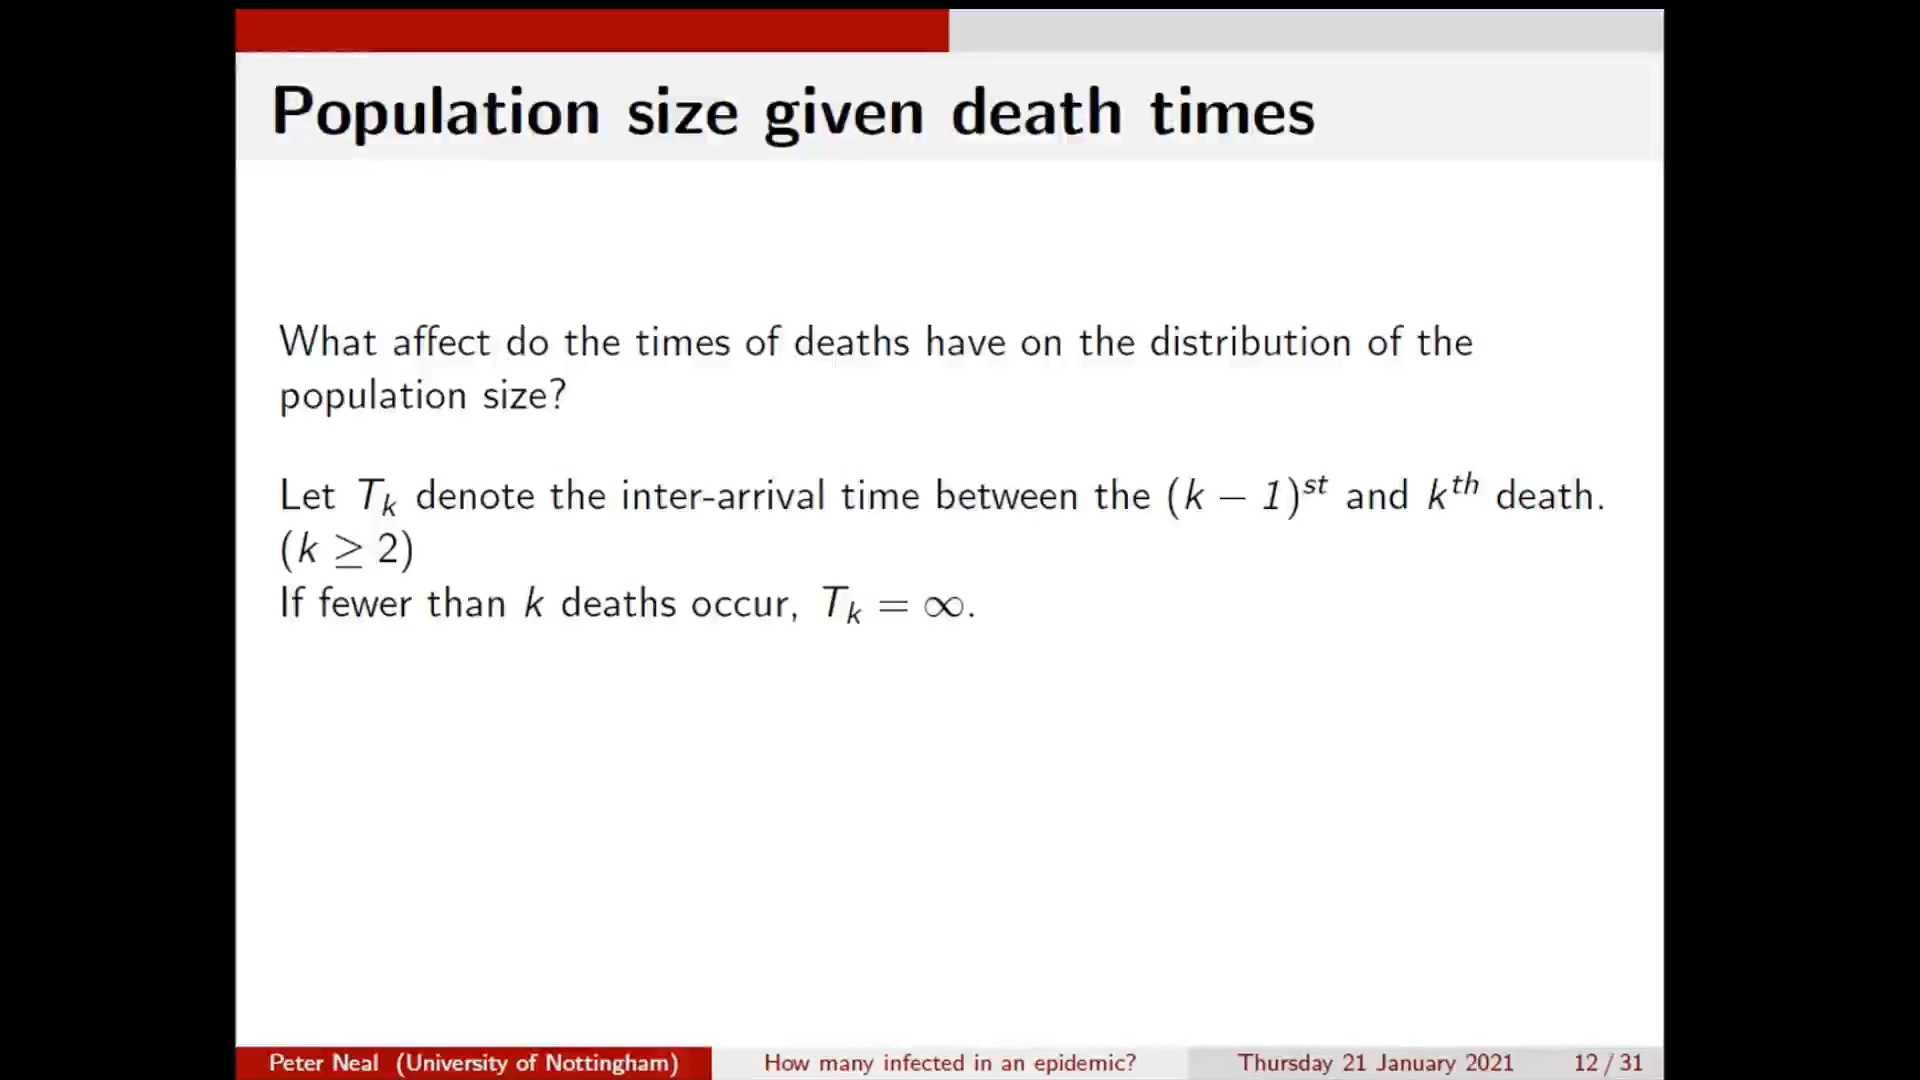 Population size given death times
What affect do the times of deaths have on the distribution of the
population size?
Let T_k denote the inter-arrival time between the (k − 1)^st and k^th death.
(k ≥ 2)
If fewer than k deaths occur, T_k = ∞.
Peter Neal (University of Nottingham) How many infected in an epidemic? Thursday 21 January 2021 12 / 31